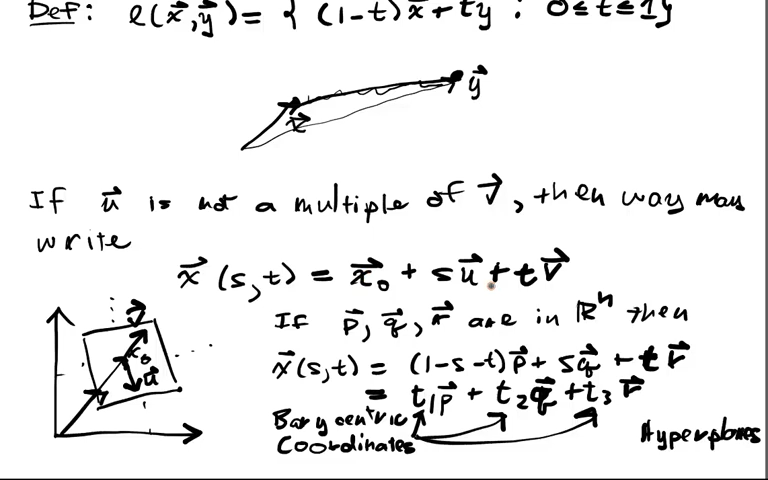 Def: ℓ(x⃗,y⃗) = { (1-t)x⃗ + ty : 0≤t≤1}
y⃗
x⃗
If u⃗ is not a multiple of v⃗, then way may
write
x⃗(s,t) = x⃗₀ + su⃗ + tv⃗
v⃗
x₀
u⃗
If p⃗, q⃗, r⃗ are in ℝⁿ then
x⃗(s,t) = (1-s-t)p⃗ + sq⃗ + tr⃗
= t₁p⃗ + t₂q⃗ + t₃r⃗
Barycentric
Coordinates
Hyperplanes